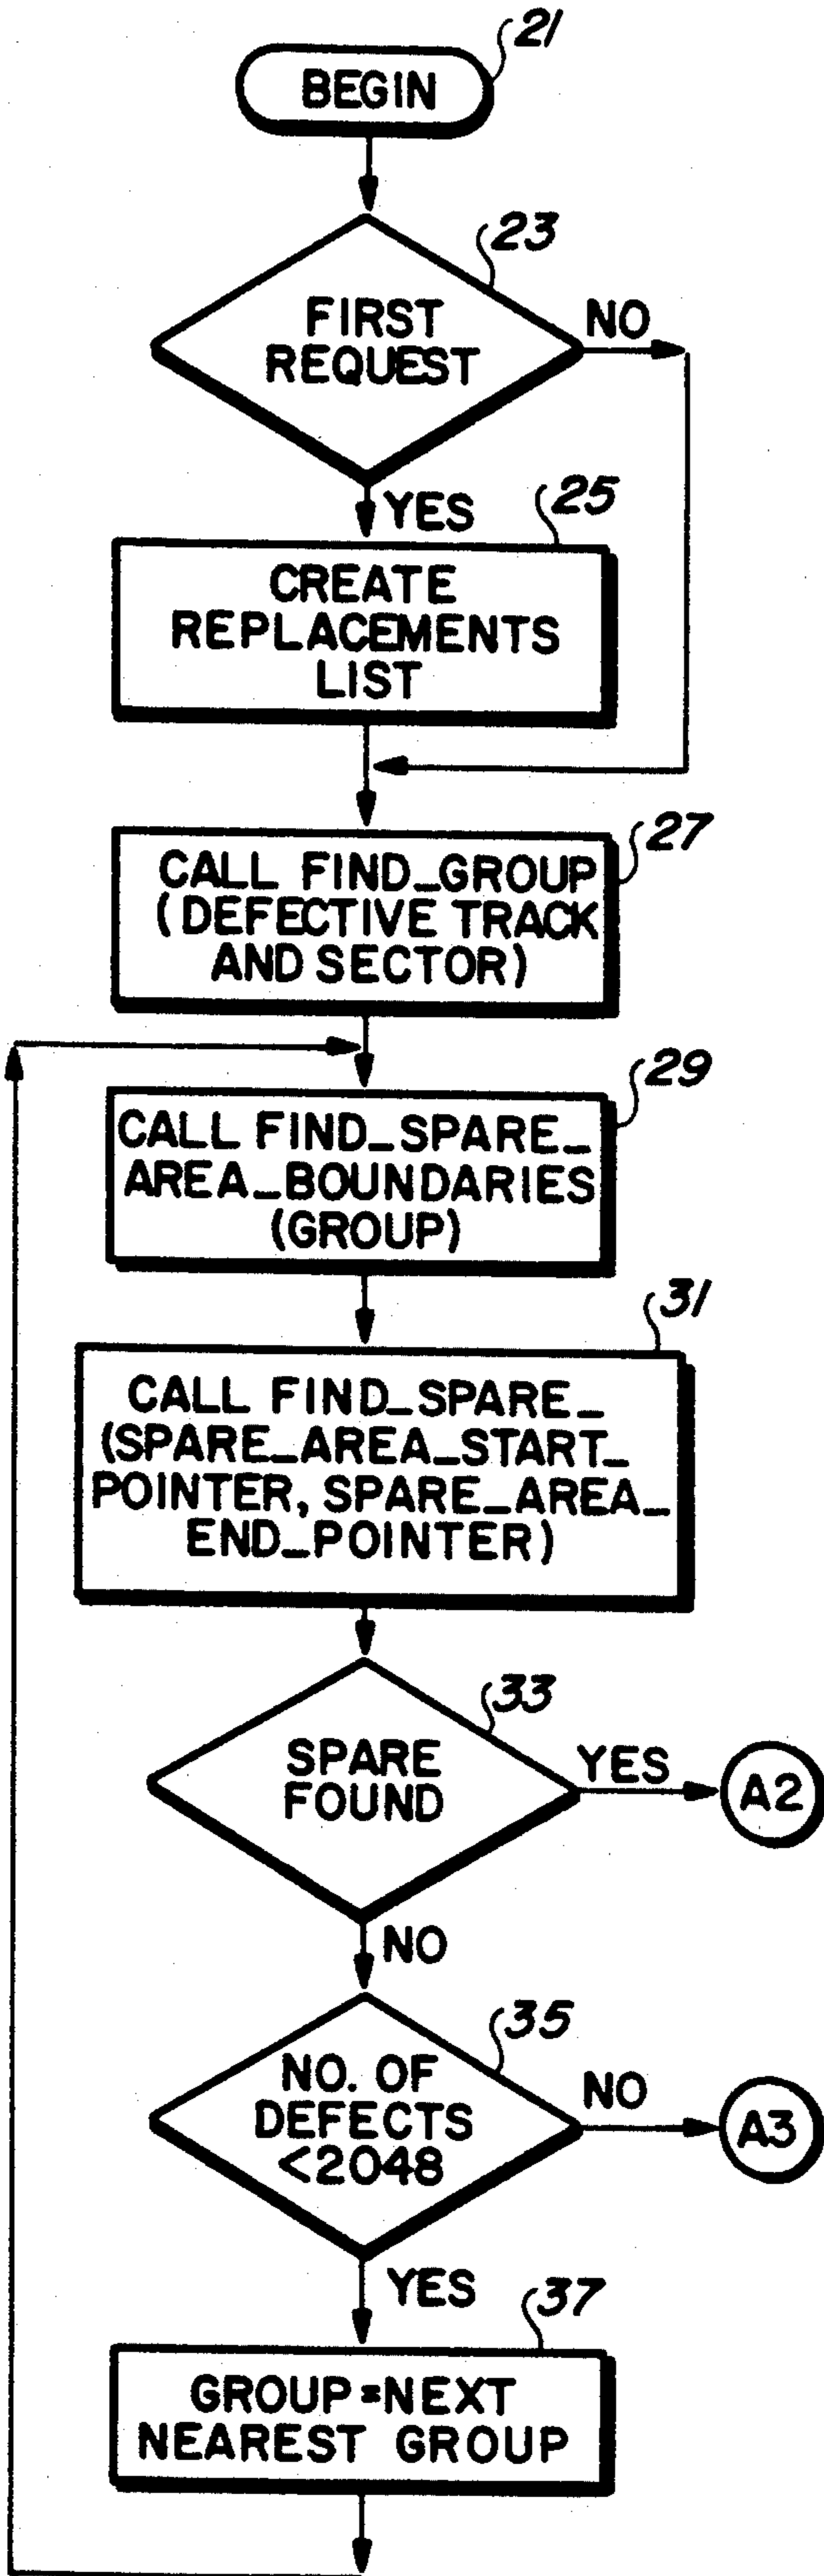 21
BEGIN
23
FIRST
REQUEST
NO
YES
25
CREATE
REPLACEMENTS
LIST
27
CALL FIND_GROUP
(DEFECTIVE TRACK
AND SECTOR)
29
CALL FIND_SPARE_
AREA_BOUNDARIES
(GROUP)
31
CALL FIND_SPARE_
(SPARE_AREA_START_
POINTER, SPARE_AREA_
END_POINTER)
33
SPARE
FOUND
YES
A2
NO
35
NO. OF
DEFECTS
<2048
NO
A3
YES
37
GROUP=NEXT
NEAREST GROUP